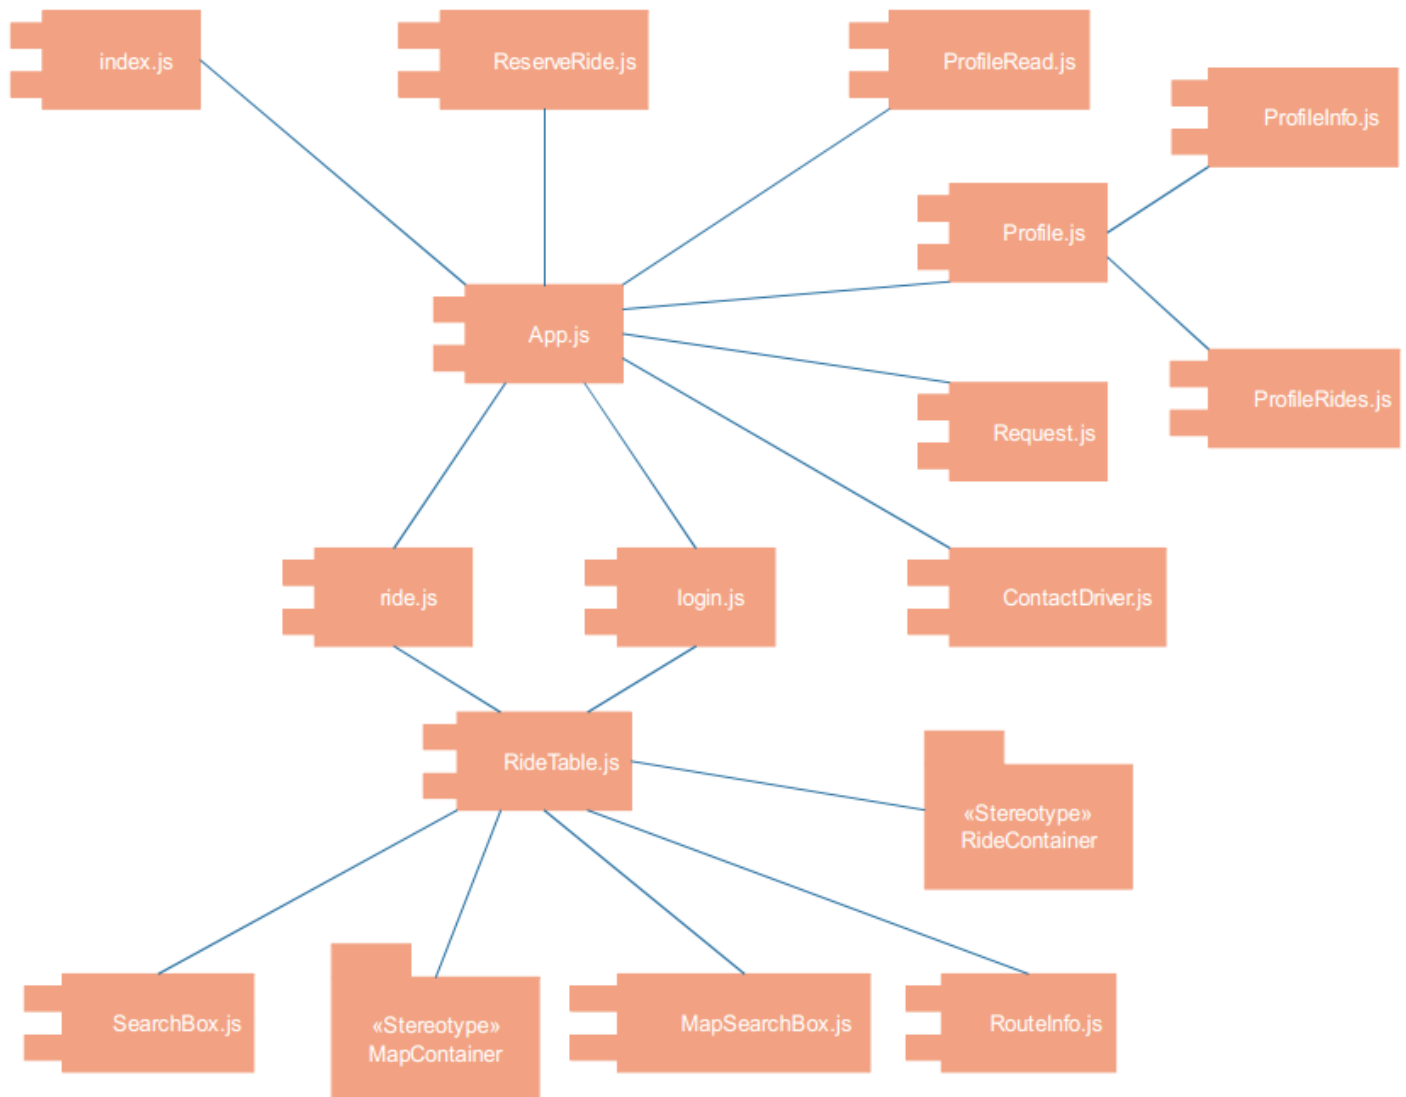 index.js
ReserveRide.js
ProfileRead.js
ProfileInfo.js
Profile.js
App.js
ProfileRides.js
Request.js
ride.js
login.js
ContactDriver.js
RideTable.js
«Stereotype»
RideContainer
SearchBox.js
«Stereotype»
MapContainer
MapSearchBox.js
RouteInfo.js